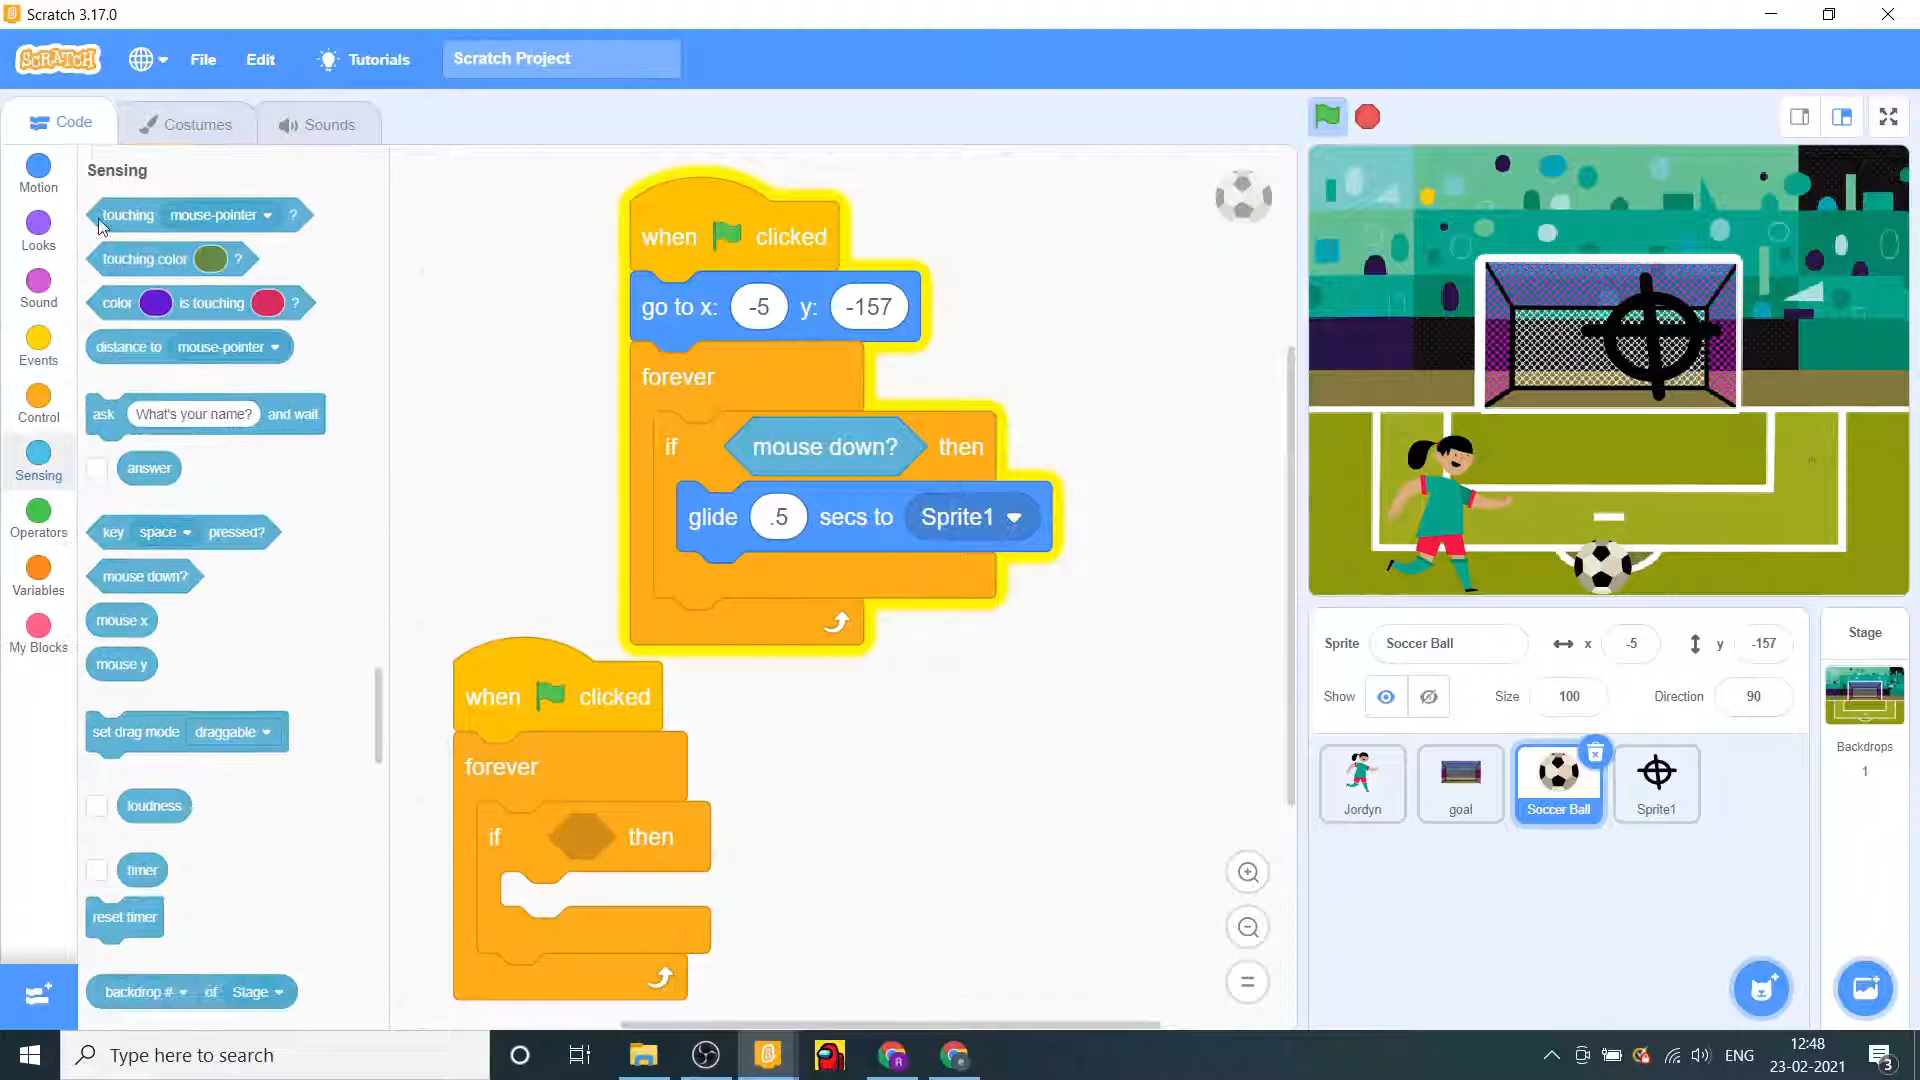 Scratch 3.17.0
SCRATCH File Edit Tutorials Scratch Project
Code Costumes Sounds
Motion
Looks
Sound
Events
Control
Sensing
Operators
Variables
My Blocks
Sensing
touching mouse-pointer ?
touching color ?
color is touching ?
distance to mouse-pointer
ask What's your name? and wait
answer
key space pressed?
mouse down?
mouse x
mouse y
set drag mode draggable
loudness
timer
reset timer
backdrop # of Stage
when clicked
go to x: -5 y: -157
forever
if mouse down? then
glide .5 secs to Sprite1
when clicked
forever
if then
Sprite Soccer Ball x -5 y -157
Show Size 100 Direction 90
Jordyn
goal
Soccer Ball
Sprite1
Stage
Backdrops
1
Type here to search
ENG
12:48
23-02-2021
3